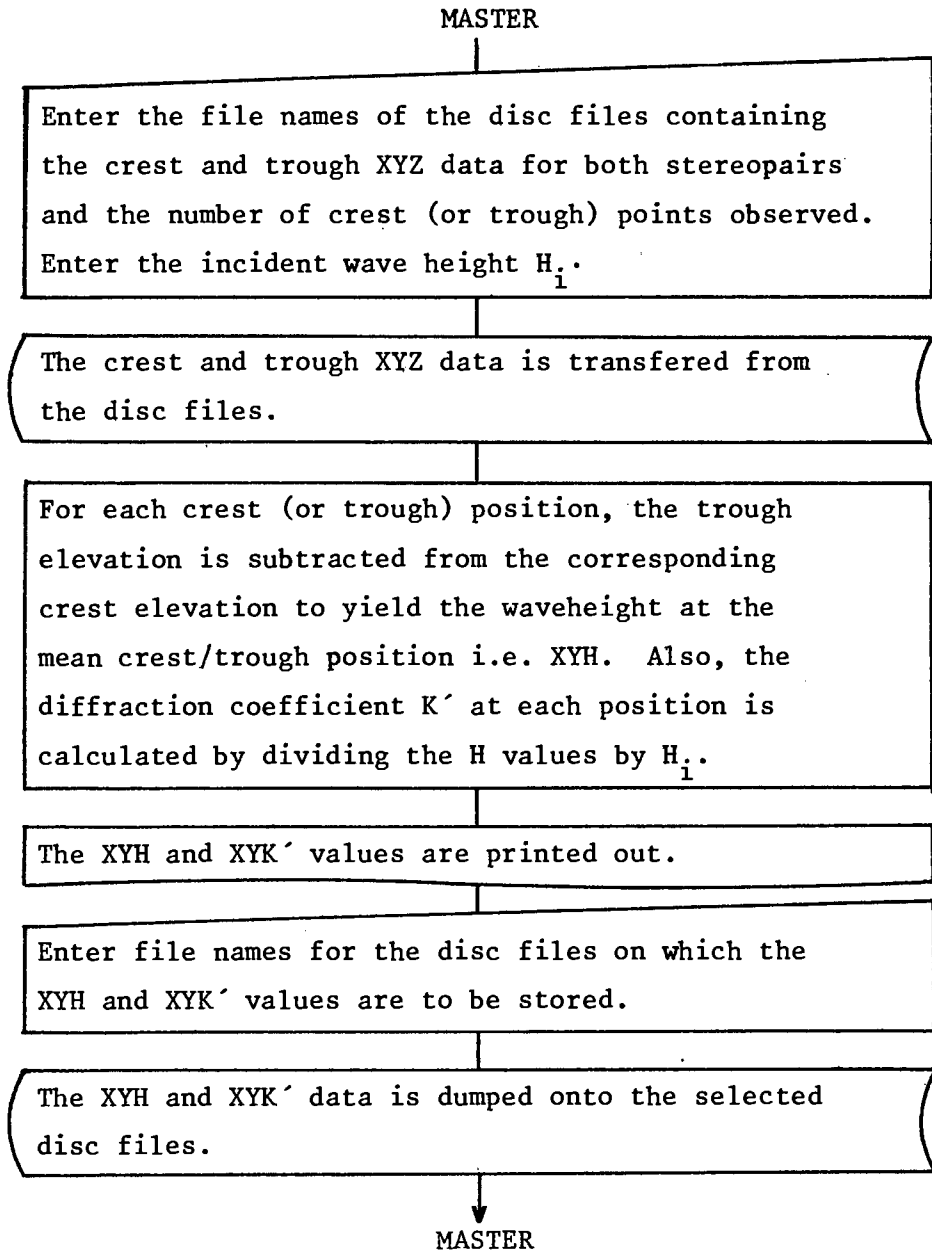 MASTER
Enter the file names of the disc files containing
the crest and trough XYZ data for both stereopairs
and the number of crest (or trough) points observed.
Enter the incident wave height H_i.
The crest and trough XYZ data is transfered from
the disc files.
For each crest (or trough) position, the trough
elevation is subtracted from the corresponding
crest elevation to yield the waveheight at the
mean crest/trough position i.e. XYH. Also, the
diffraction coefficient K´ at each position is
calculated by dividing the H values by H_i.
The XYH and XYK´ values are printed out.
Enter file names for the disc files on which the
XYH and XYK´ values are to be stored.
The XYH and XYK´ data is dumped onto the selected
disc files.
MASTER